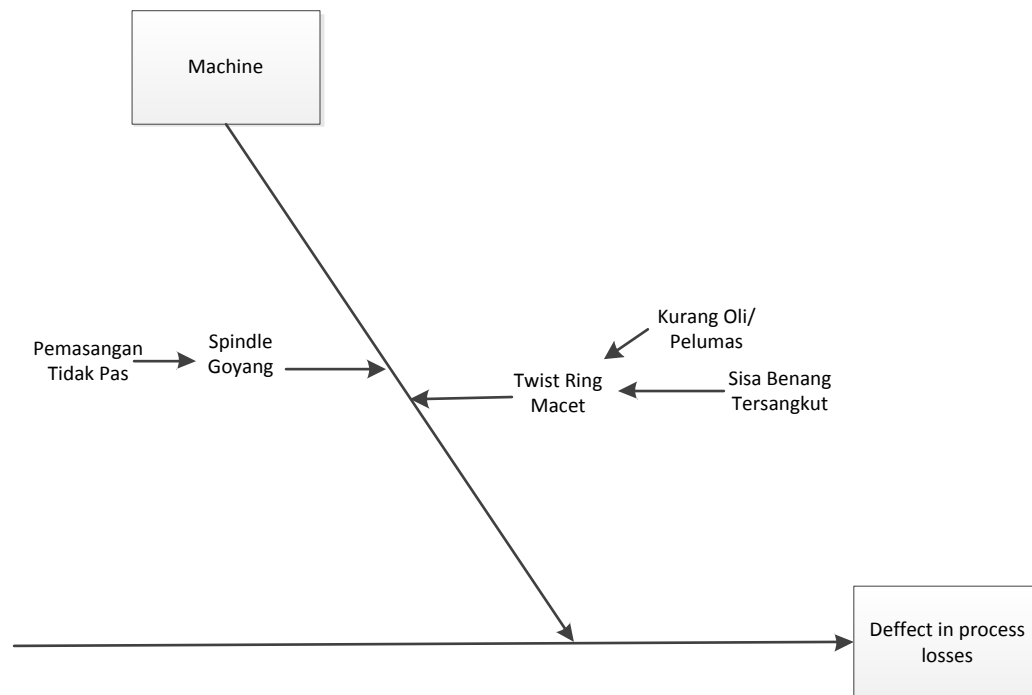 Machine
Pemasangan
Tidak Pas
Spindle
Goyang
Kurang Oli/
Pelumas
Twist Ring
Macet
Sisa Benang
Tersangkut
Deffect in process
losses